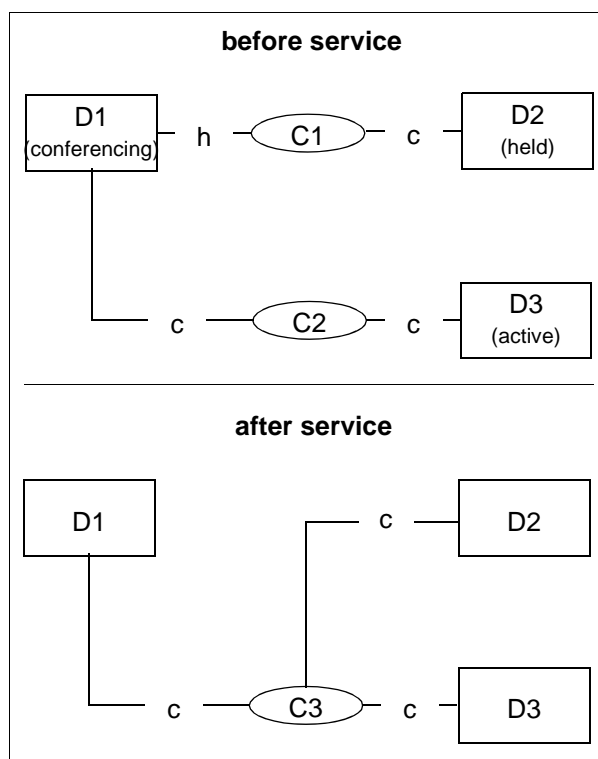 before service
D1
(conferencing)
h
C1
c
D2
(held)
c
C2
c
D3
(active)
after service
D1
c
D2
c
C3
c
D3